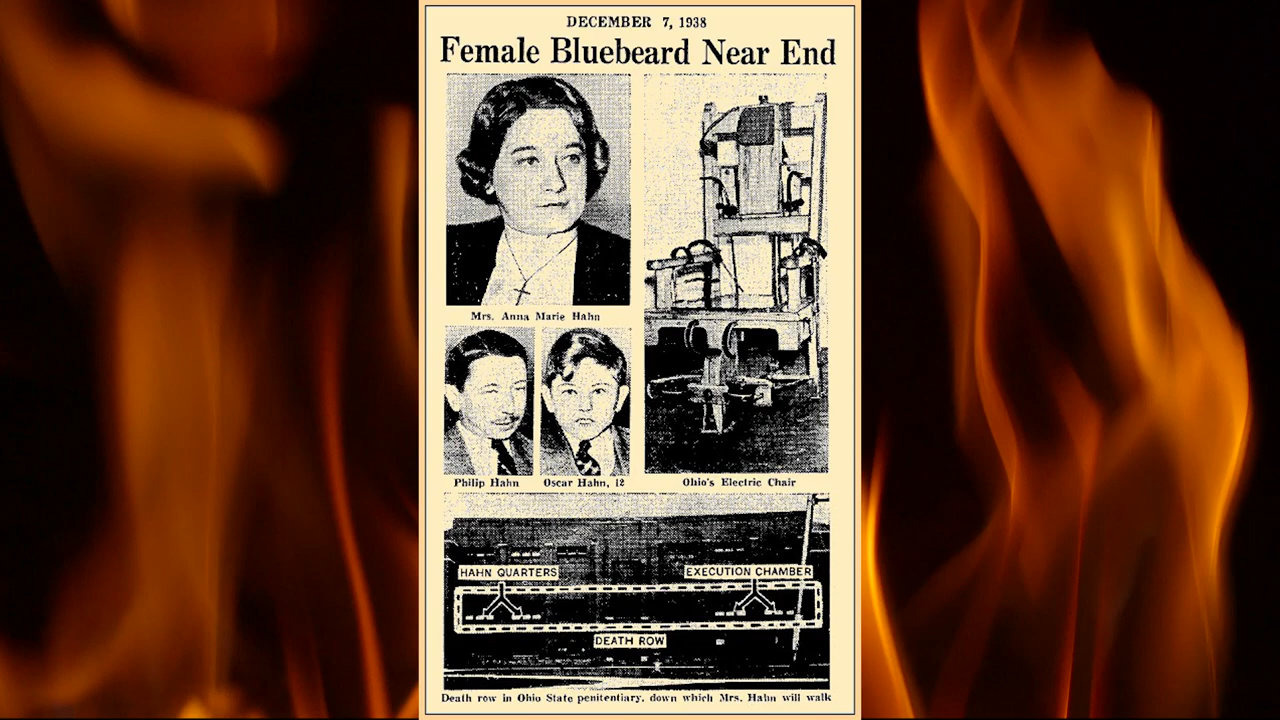 DECEMBER 7, 1938
Female Bluebeard Near End
Mrs. Anna Marie Hahn
Philip Hahn
Oscar Hahn, 12
Ohio's Electric Chair
HAHN QUARTERS
EXECUTION CHAMBER
DEATH ROW
Death row in Ohio State penitentiary, down which Mrs. Hahn will walk